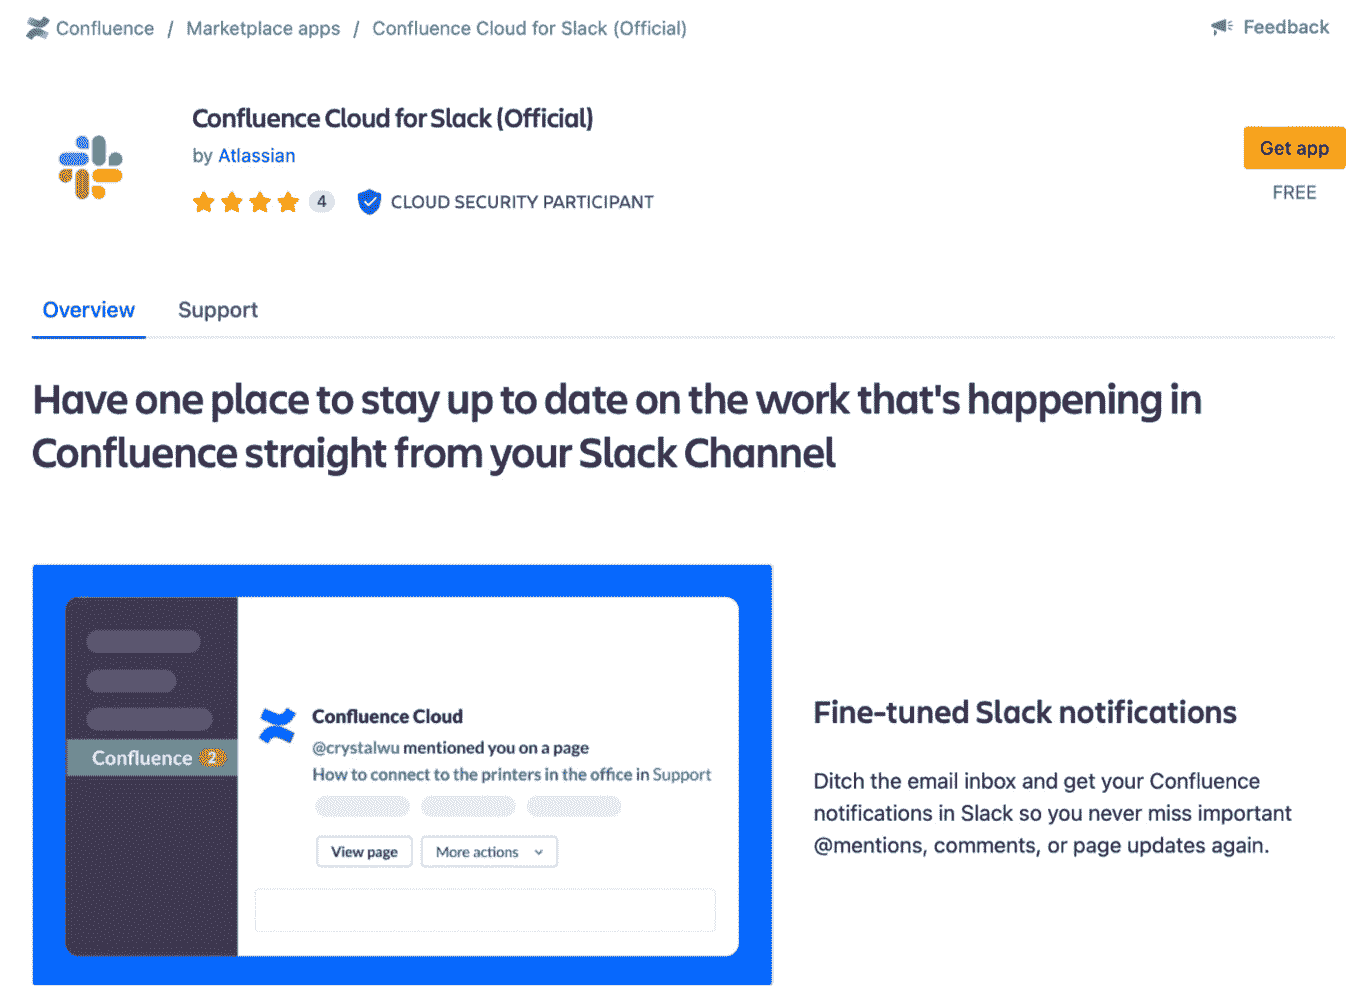 Confluence / Marketplace apps / Confluence Cloud for Slack (Official)
Feedback
Confluence Cloud for Slack (Official)
by Atlassian
4
CLOUD SECURITY PARTICIPANT
Get app
FREE
Overview
Support
Have one place to stay up to date on the work that's happening in
Confluence straight from your Slack Channel
Confluence 2
Confluence Cloud
@crystalwu mentioned you on a page
How to connect to the printers in the office in Support
View page
More actions
Fine-tuned Slack notifications
Ditch the email inbox and get your Confluence
notifications in Slack so you never miss important
@mentions, comments, or page updates again.